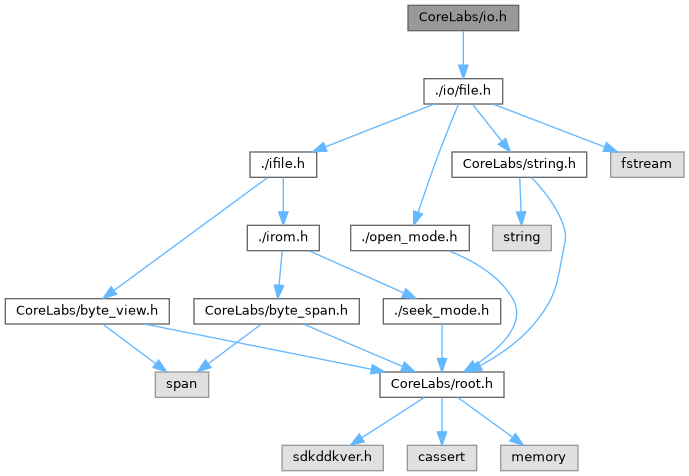 CoreLabs/io.h
./io/file.h
./ifile.h
CoreLabs/string.h
fstream
./irom.h
./open_mode.h
string
CoreLabs/byte_view.h
CoreLabs/byte_span.h
./seek_mode.h
span
CoreLabs/root.h
sdkddkver.h
cassert
memory